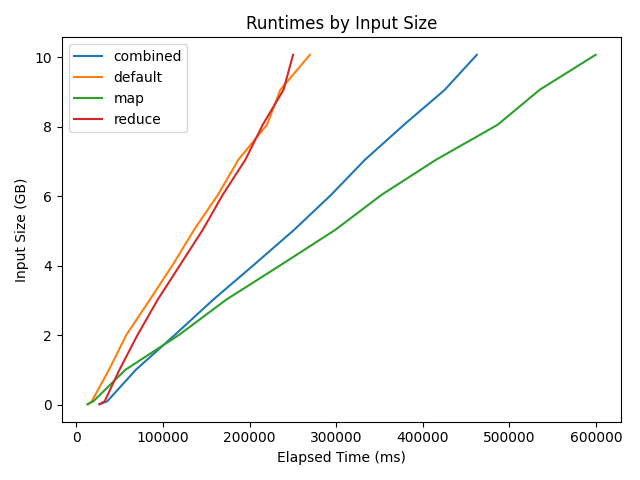 Runtimes by Input Size
combined
default
map
reduce
10
8
6
4
2
0
Input Size (GB)
0 100000 200000 300000 400000 500000 600000
Elapsed Time (ms)